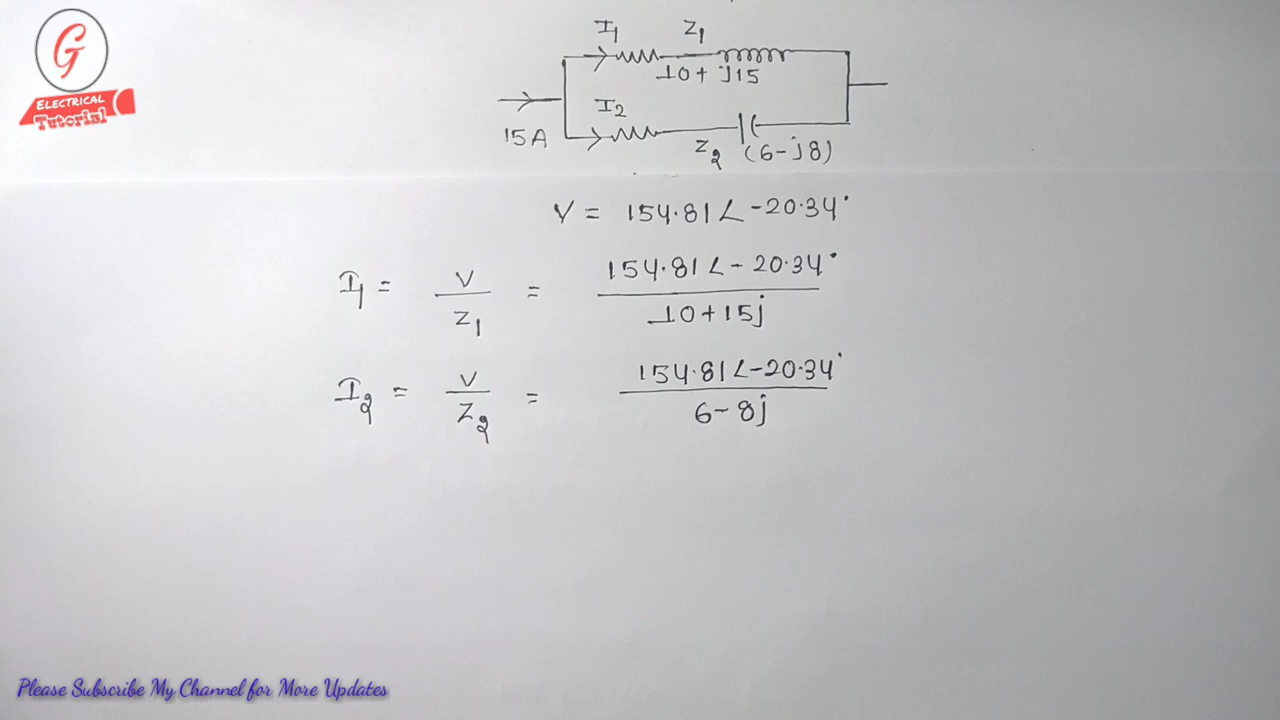 G
ELECTRICAL
Tutorial
I1 Z1
10 + j15
I2
15A
Z2 (6-j8)
V = 154.81∠-20.34°
I1 = V/Z1 = 154.81∠-20.34°/10+15j
I2 = V/Z2 = 154.81∠-20.34°/6-8j
Please Subscribe My Channel for More Updates